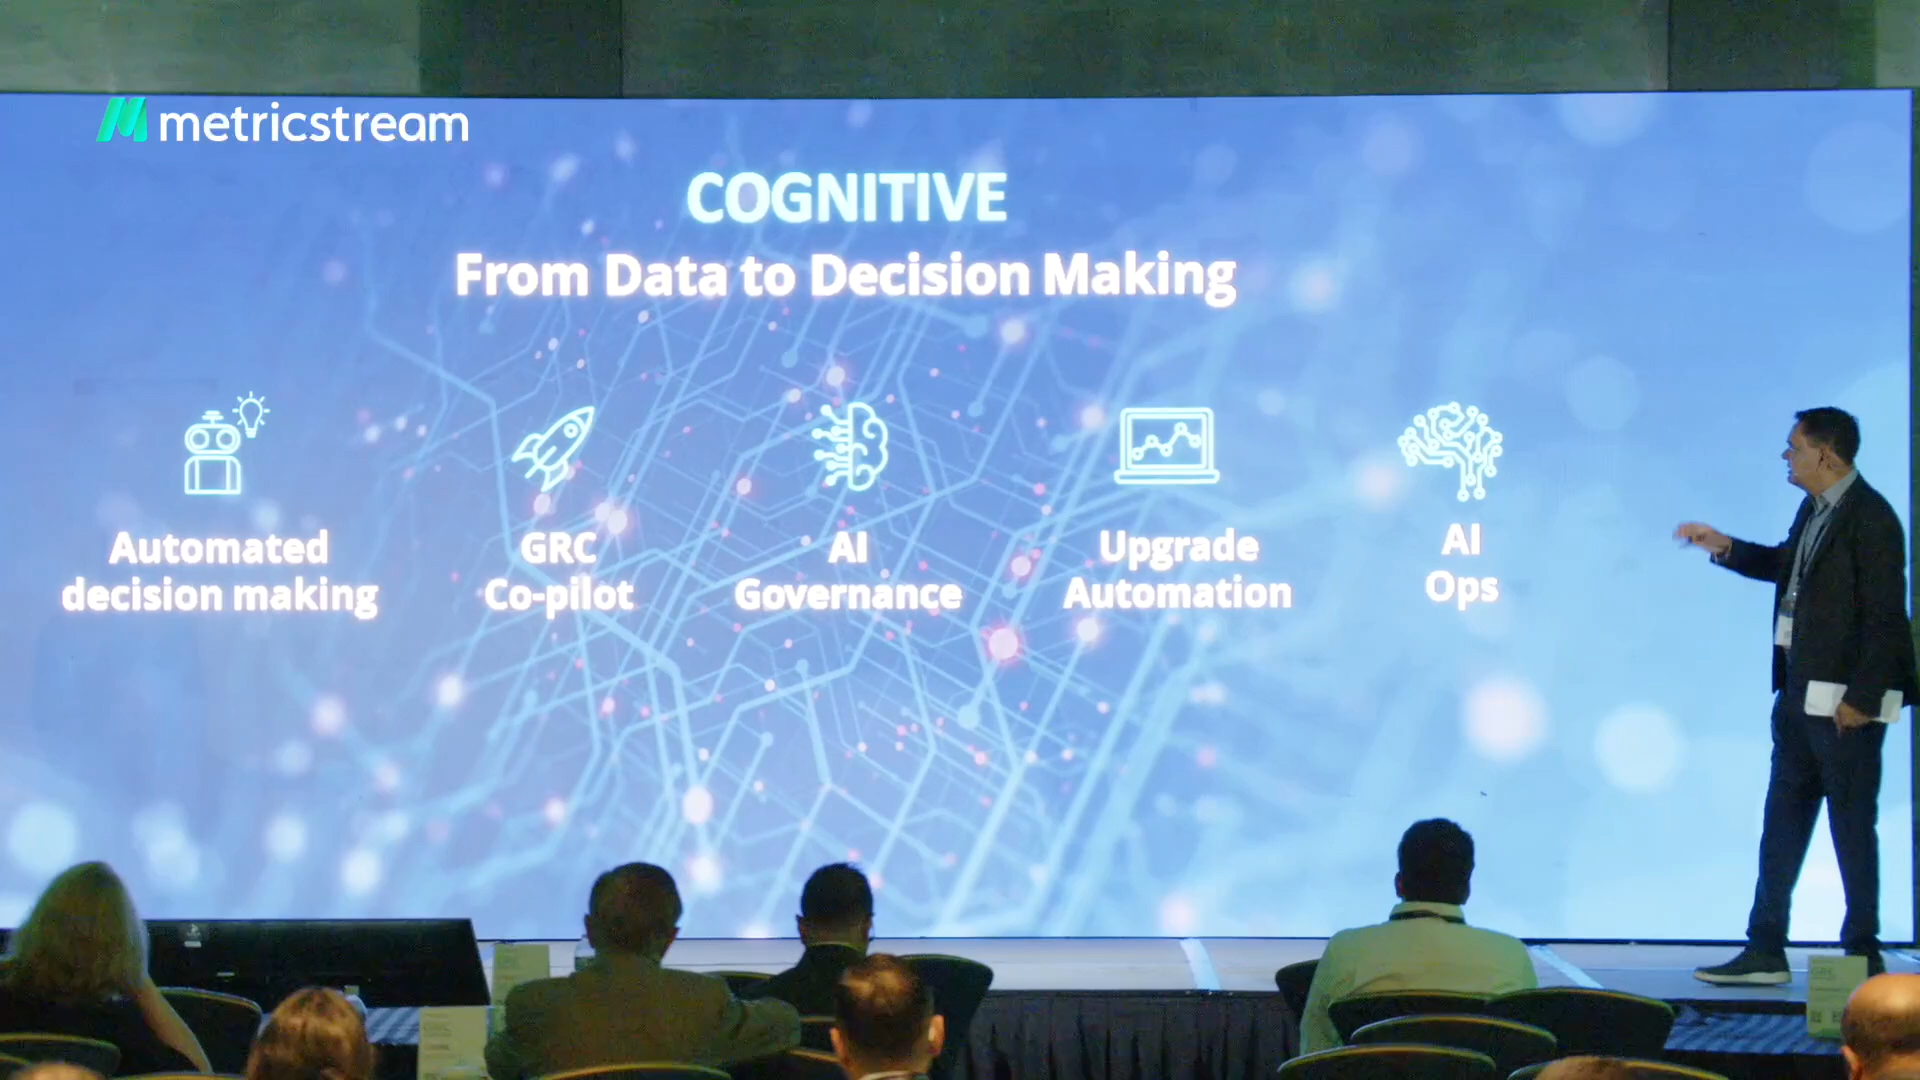 metricstream
COGNITIVE
From Data to Decision Making
Automated
decision making
GRC
Co-pilot
AI
Governance
Upgrade
Automation
AI
Ops